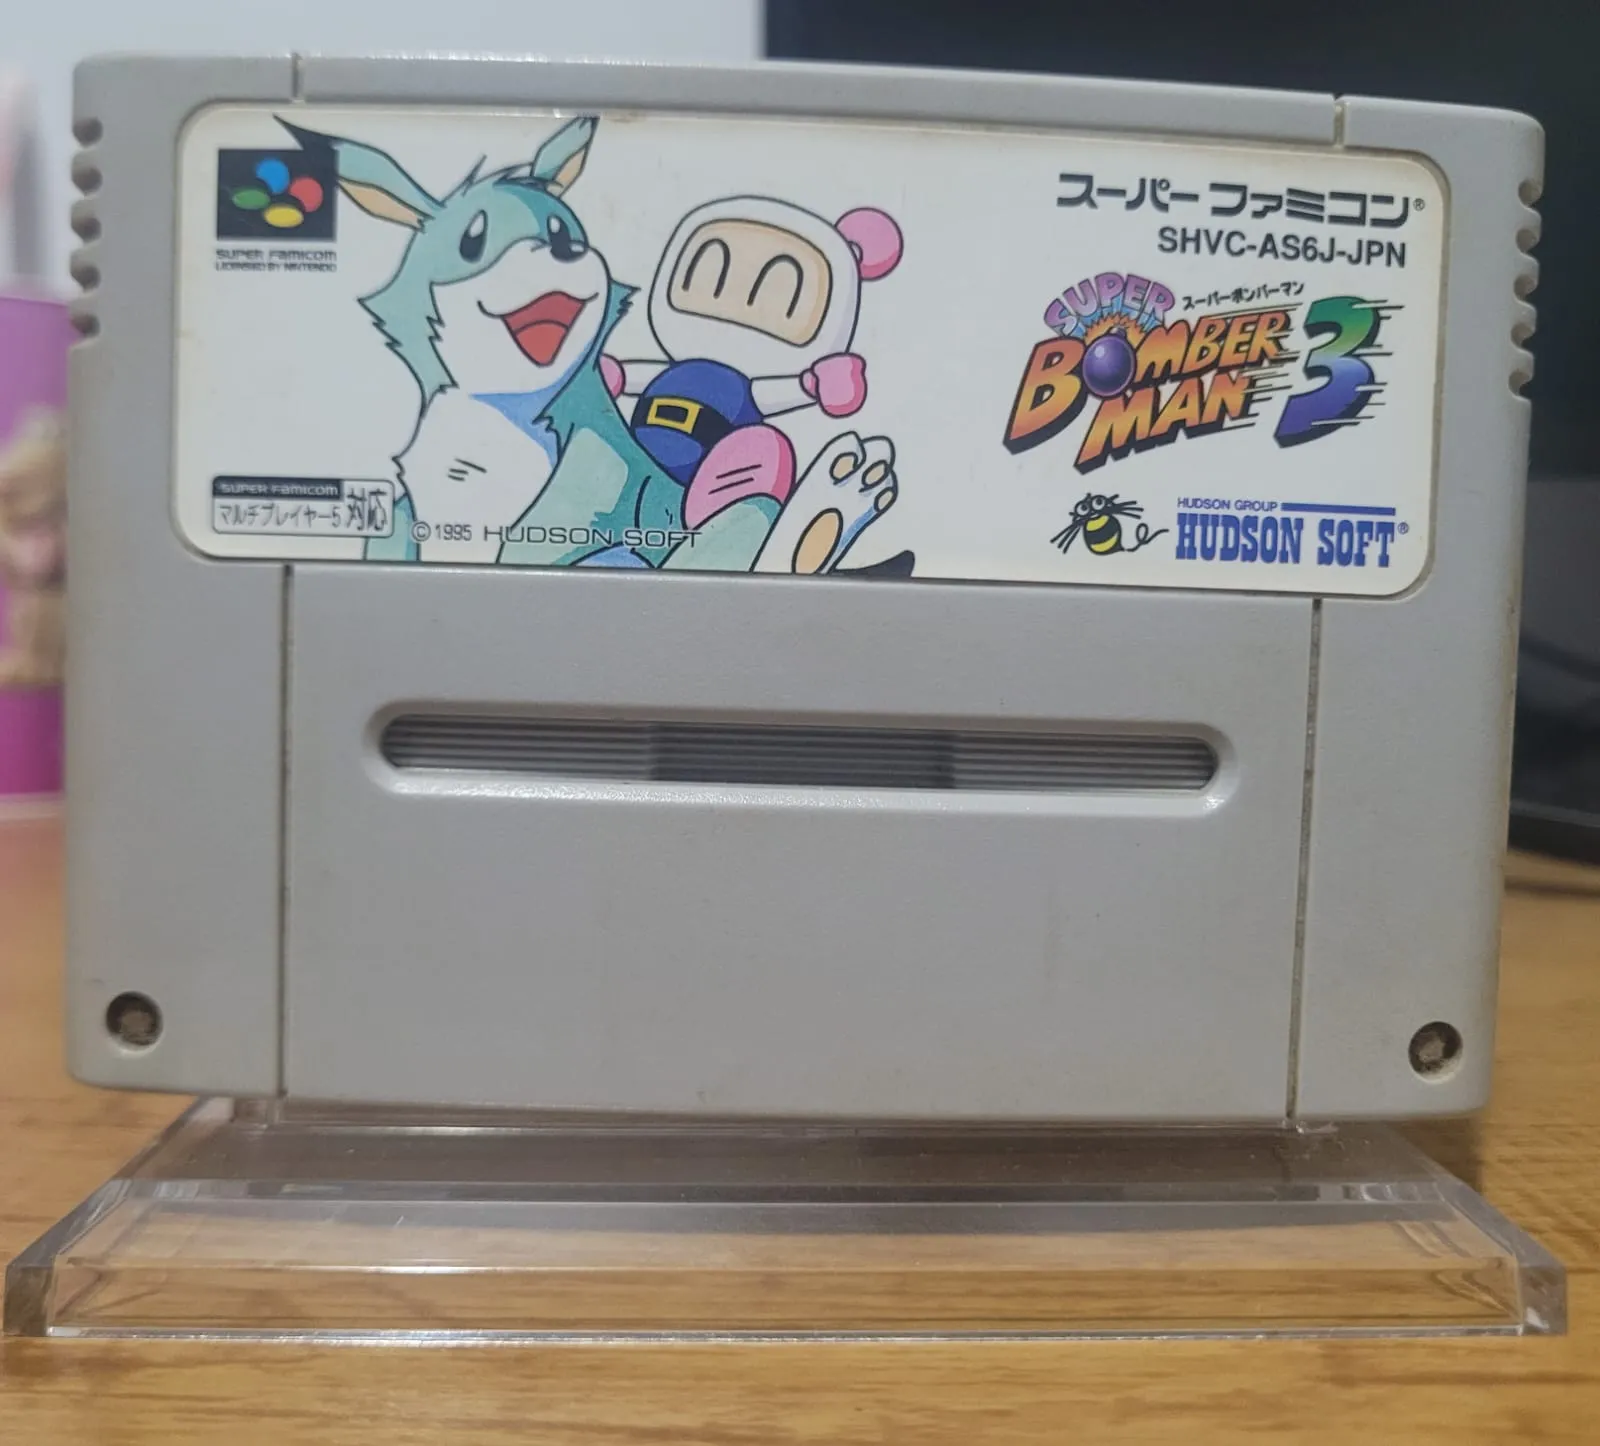 SUPER FAMICOM
LICENSED BY NINTENDO
スーパーファミコン®
SHVC-AS6J-JPN
SUPER
スーパーボンバーマン
BOMBER
MAN
3
SUPER FAMICOM
マルチプレイヤー5 対応
©1995 HUDSON SOFT
HUDSON GROUP
HUDSON SOFT®